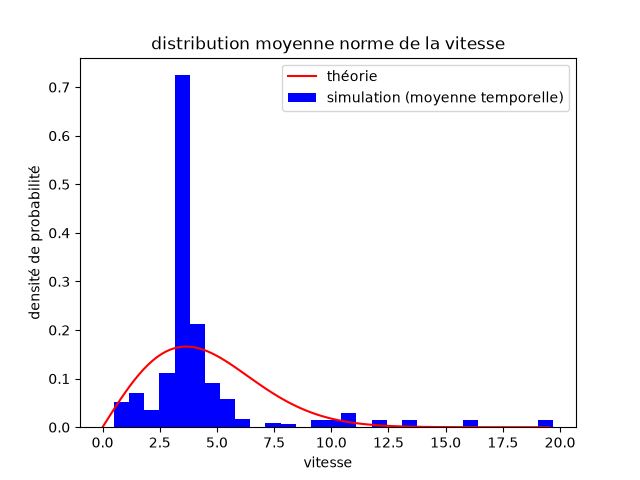 distribution moyenne norme de la vitesse
théorie
simulation (moyenne temporelle)
densité de probabilité
0.7
0.6
0.5
0.4
0.3
0.2
0.1
0.0
0.0 2.5 5.0 7.5 10.0 12.5 15.0 17.5 20.0
vitesse